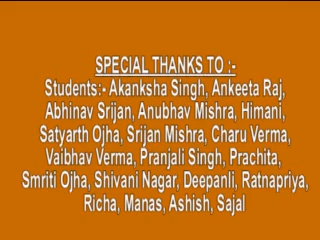 SPECIAL THANKS TO :-
Students:- Akanksha Singh, Ankeeta Raj,
Abhinav Srijan, Anubhav Mishra, Himani,
Satyarth Ojha, Srijan Mishra, Charu Verma,
Vaibhav Verma, Pranjali Singh, Prachita,
Smriti Ojha, Shivani Nagar, Deepanli, Ratnapriya,
Richa, Manas, Ashish, Sajal